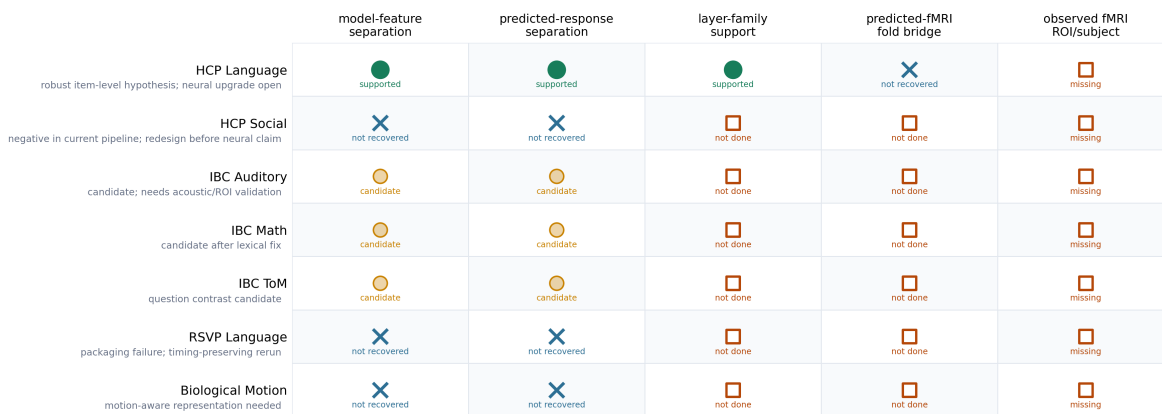 model-feature
separation
predicted-response
separation
layer-family
support
predicted-fMRI
fold bridge
observed fMRI
ROI/subject
HCP Language
robust item-level hypothesis; neural upgrade open
supported
supported
supported
not recovered
missing
HCP Social
negative in current pipeline; redesign before neural claim
not recovered
not recovered
not done
not done
missing
IBC Auditory
candidate; needs acoustic/ROI validation
candidate
candidate
not done
not done
missing
IBC Math
candidate after lexical fix
candidate
candidate
not done
not done
missing
IBC ToM
question contrast candidate
candidate
candidate
not done
not done
missing
RSVP Language
packaging failure; timing-preserving rerun
not recovered
not recovered
not done
not done
missing
Biological Motion
motion-aware representation needed
not recovered
not recovered
not done
not done
missing